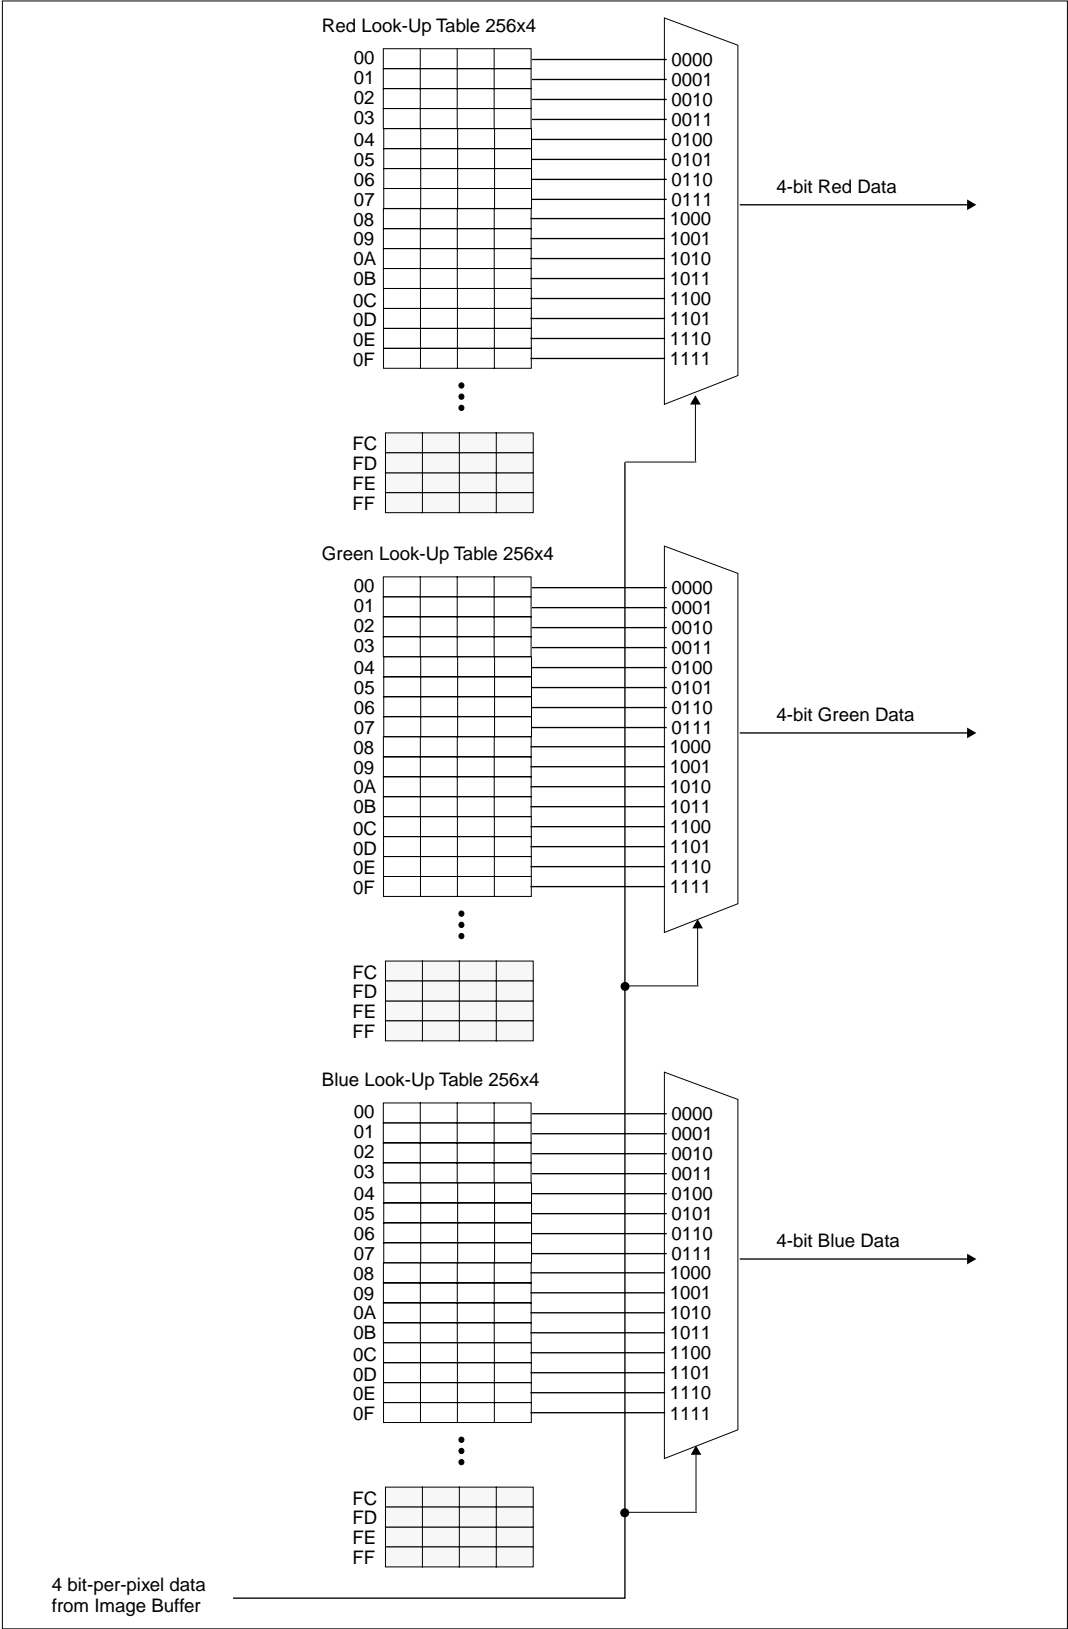 Red Look-Up Table 256x4
00 0000
01 0001
02 0010
03 0011
04 0100
05 0101
06 0110
07 0111
08 1000
09 1001
0A 1010
0B 1011
0C 1100
0D 1101
0E 1110
0F 1111
4-bit Red Data
FC
FD
FE
FF
Green Look-Up Table 256x4
00 0000
01 0001
02 0010
03 0011
04 0100
05 0101
06 0110
07 0111
08 1000
09 1001
0A 1010
0B 1011
0C 1100
0D 1101
0E 1110
0F 1111
4-bit Green Data
FC
FD
FE
FF
Blue Look-Up Table 256x4
00 0000
01 0001
02 0010
03 0011
04 0100
05 0101
06 0110
07 0111
08 1000
09 1001
0A 1010
0B 1011
0C 1100
0D 1101
0E 1110
0F 1111
4-bit Blue Data
FC
FD
FE
FF
4 bit-per-pixel data
from Image Buffer